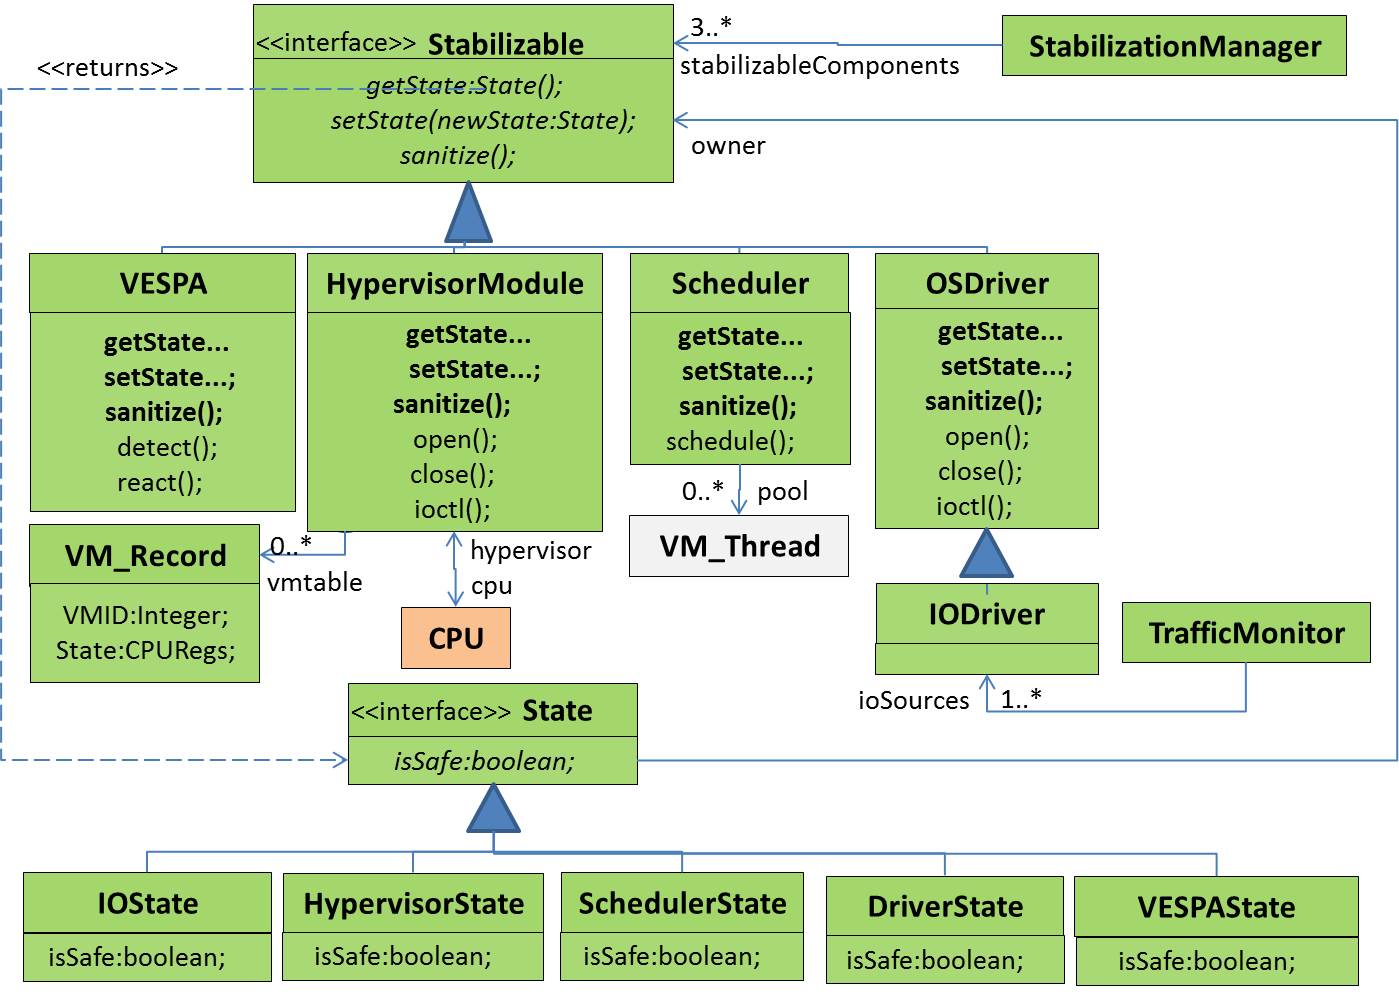 <<interface>> Stabilizable
getState:State();
setState(newState:State);
sanitize();
<<returns>>
3..*
stabilizableComponents
StabilizationManager
owner
VESPA
getState...
setState...;
sanitize();
detect();
react();
HypervisorModule
getState...
setState...;
sanitize();
open();
close();
ioctl();
Scheduler
getState...
setState...;
sanitize();
schedule();
OSDriver
getState...
setState...;
sanitize();
open();
close();
ioctl();
0..*
vmtable
VM_Record
VMID:Integer;
State:CPURegs;
hypervisor
cpu
CPU
0..* pool
VM_Thread
IODriver
TrafficMonitor
ioSources 1..*
<<interface>> State
isSafe:boolean;
IOState
isSafe:boolean;
HypervisorState
isSafe:boolean;
SchedulerState
isSafe:boolean;
DriverState
isSafe:boolean;
VESPAState
isSafe:boolean;